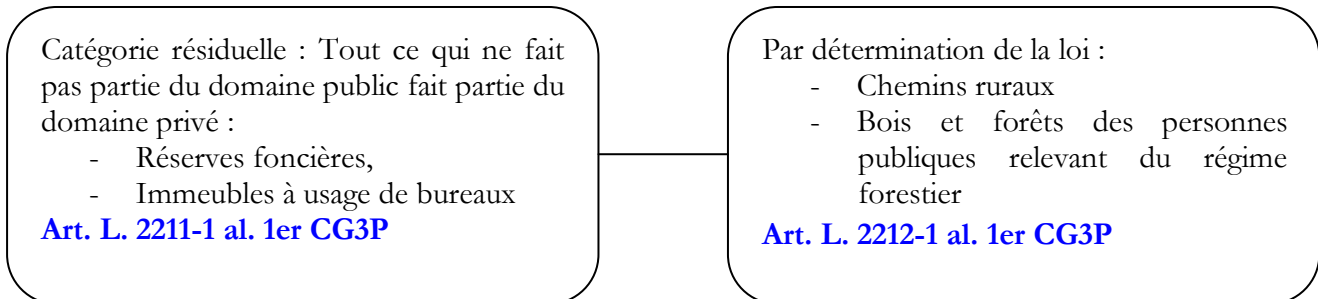 Catégorie résiduelle : Tout ce qui ne fait
pas partie du domaine public fait partie du
domaine privé :
- Réserves foncières,
- Immeubles à usage de bureaux
Art. L. 2211-1 al. 1er CG3P
Par détermination de la loi :
- Chemins ruraux
- Bois et forêts des personnes
publiques relevant du régime
forestier
Art. L. 2212-1 al. 1er CG3P